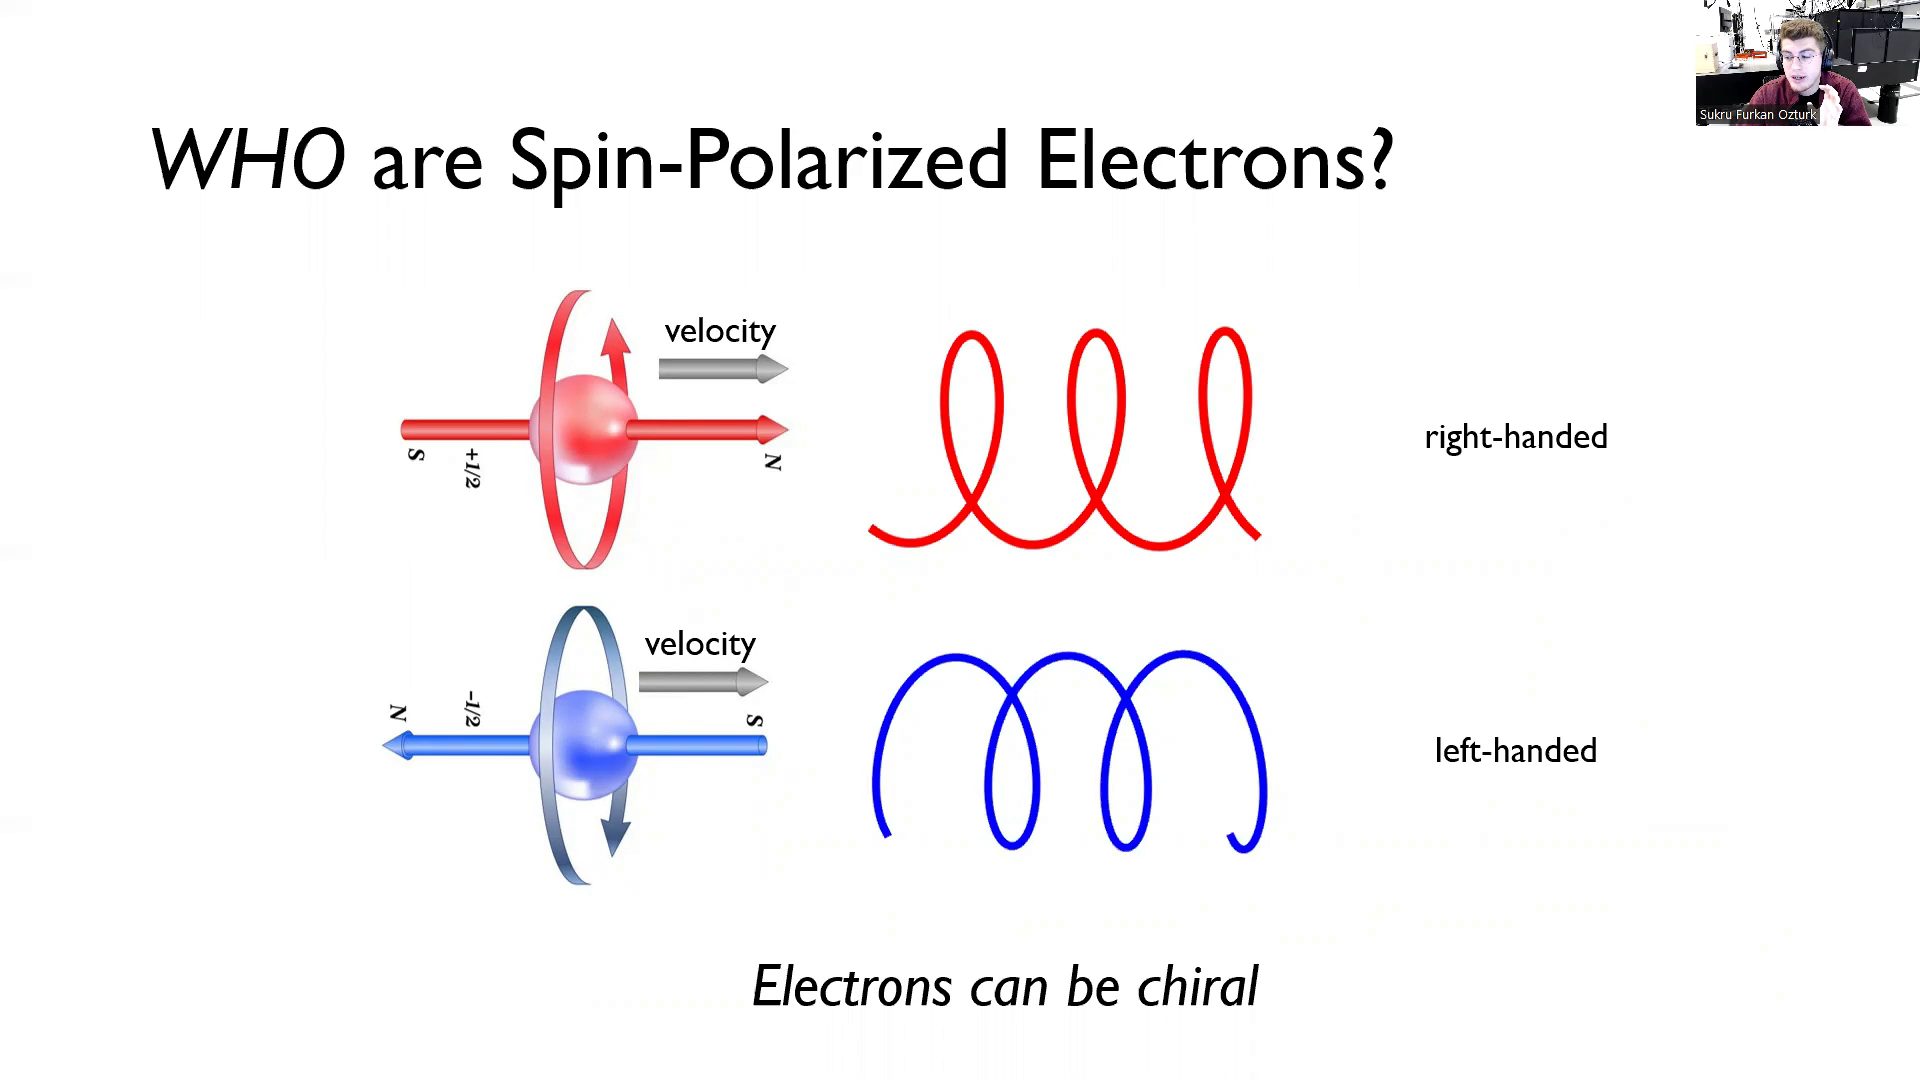 Sukru Furkan Ozturk
WHO are Spin-Polarized Electrons?
velocity
S
+1/2
N
right-handed
velocity
N
-1/2
S
left-handed
Electrons can be chiral